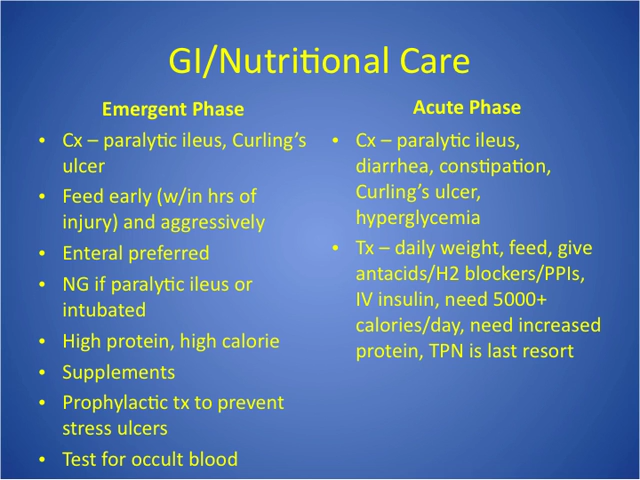 GI/Nutritional Care
Emergent Phase
• Cx – paralytic ileus, Curling’s
ulcer
• Feed early (w/in hrs of
injury) and aggressively
• Enteral preferred
• NG if paralytic ileus or
intubated
• High protein, high calorie
• Supplements
• Prophylactic tx to prevent
stress ulcers
• Test for occult blood
Acute Phase
• Cx – paralytic ileus,
diarrhea, constipation,
Curling’s ulcer,
hyperglycemia
• Tx – daily weight, feed, give
antacids/H2 blockers/PPIs,
IV insulin, need 5000+
calories/day, need increased
protein, TPN is last resort